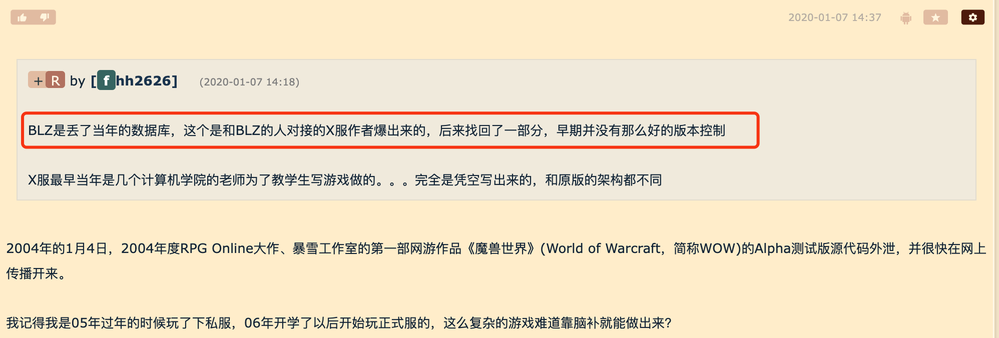 2020-01-07 14:37
+ R by [fhh2626] (2020-01-07 14:18)
BLZ是丢了当年的数据库，这个是和BLZ的人对接的X服作者爆出来的，后来找回了一部分，早期并没有那么好的版本控制
X服最早当年是几个计算机学院的老师为了教学生写游戏做的。。。完全是凭空写出来的，和原版的架构都不同
2004年的1月4日，2004年度RPG Online大作、暴雪工作室的第一部网游作品《魔兽世界》(World of Warcraft，简称WOW)的Alpha测试版源代码外泄，并很快在网上
传播开来。
我记得我是05年过年的时候玩了下私服，06年开学了以后开始玩正式服的，这么复杂的游戏难道靠脑补就能做出来？